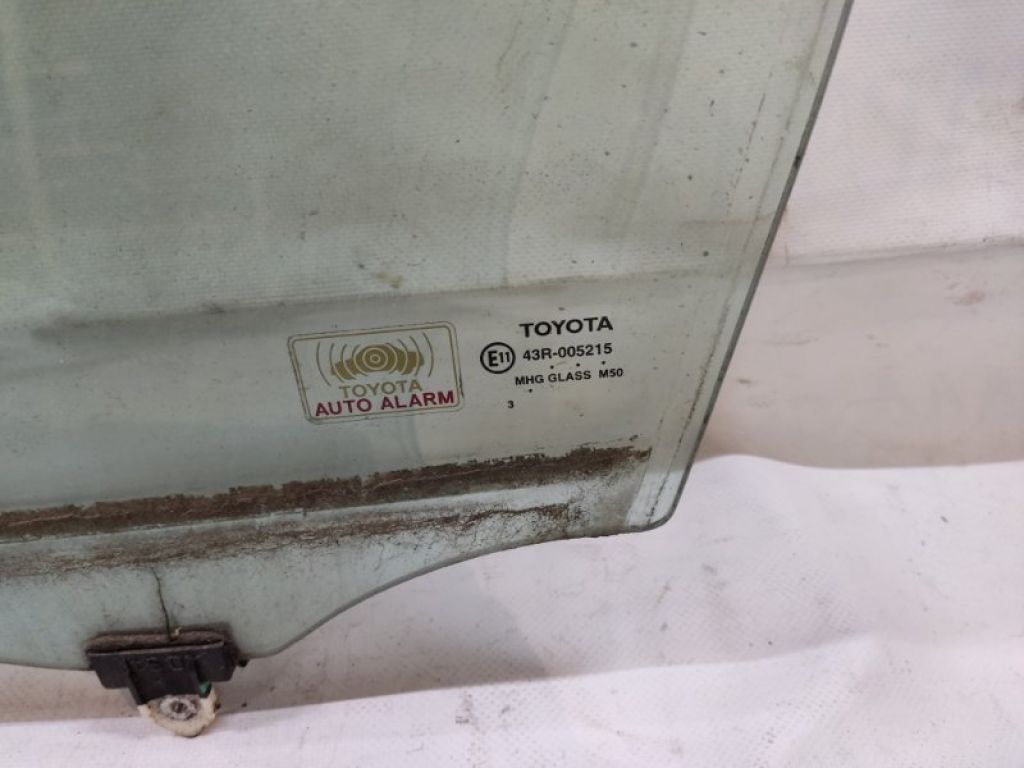 TOYOTA
AUTO ALARM
TOYOTA
E11 43R-005215
MHG GLASS M50
3